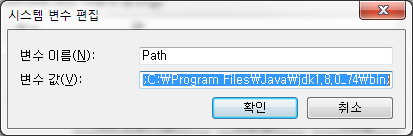 시스템 변수 편집
변수 이름(N): Path
변수 값(V): ;C:₩Program Files₩Java₩jdk1.8.0_74₩bin;
확인 취소